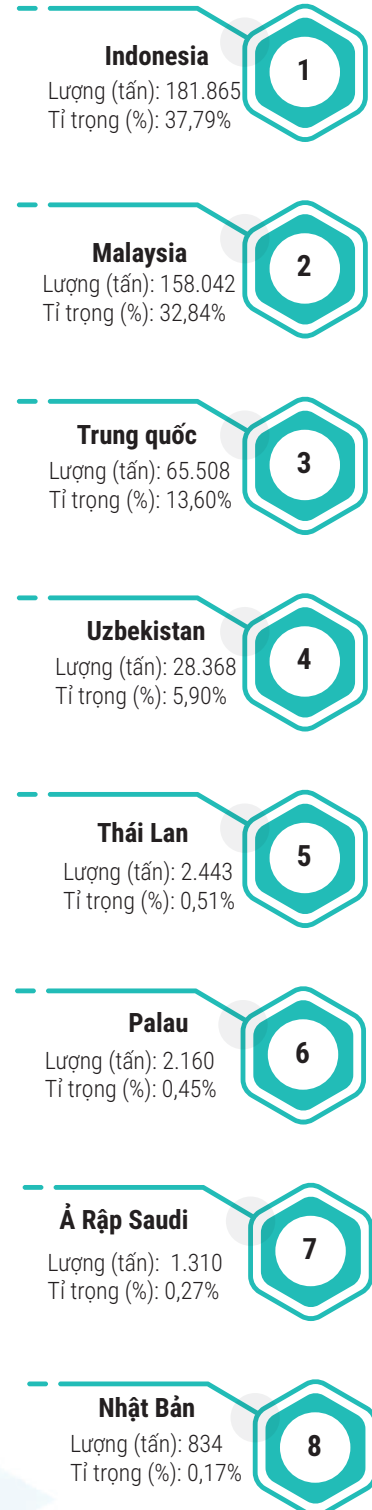 Indonesia
Lượng (tấn): 181.865
Tỉ trọng (%): 37,79%
1
Malaysia
Lượng (tấn): 158.042
Tỉ trọng (%): 32,84%
2
Trung quốc
Lượng (tấn): 65.508
Tỉ trọng (%): 13,60%
3
Uzbekistan
Lượng (tấn): 28.368
Tỉ trọng (%): 5,90%
4
Thái Lan
Lượng (tấn): 2.443
Tỉ trọng (%): 0,51%
5
Palau
Lượng (tấn): 2.160
Tỉ trọng (%): 0,45%
6
Ả Rập Saudi
Lượng (tấn): 1.310
Tỉ trọng (%): 0,27%
7
Nhật Bản
Lượng (tấn): 834
Tỉ trọng (%): 0,17%
8